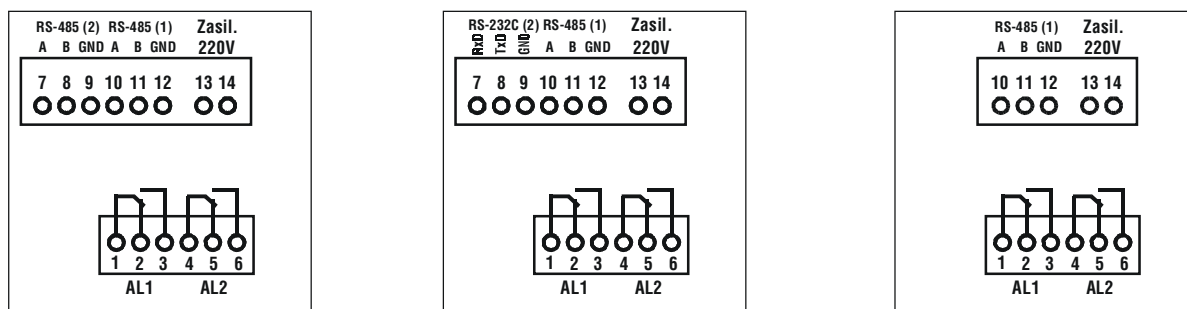 RS-485 (2) RS-485 (1) Zasil.
A B GND A B GND 220V
7 8 9 10 11 12 13 14
1 2 3 4 5 6
AL1 AL2
RS-232C (2) RS-485 (1) Zasil.
RxD TxD GND A B GND 220V
7 8 9 10 11 12 13 14
1 2 3 4 5 6
AL1 AL2
RS-485 (1) Zasil.
A B GND 220V
10 11 12 13 14
1 2 3 4 5 6
AL1 AL2